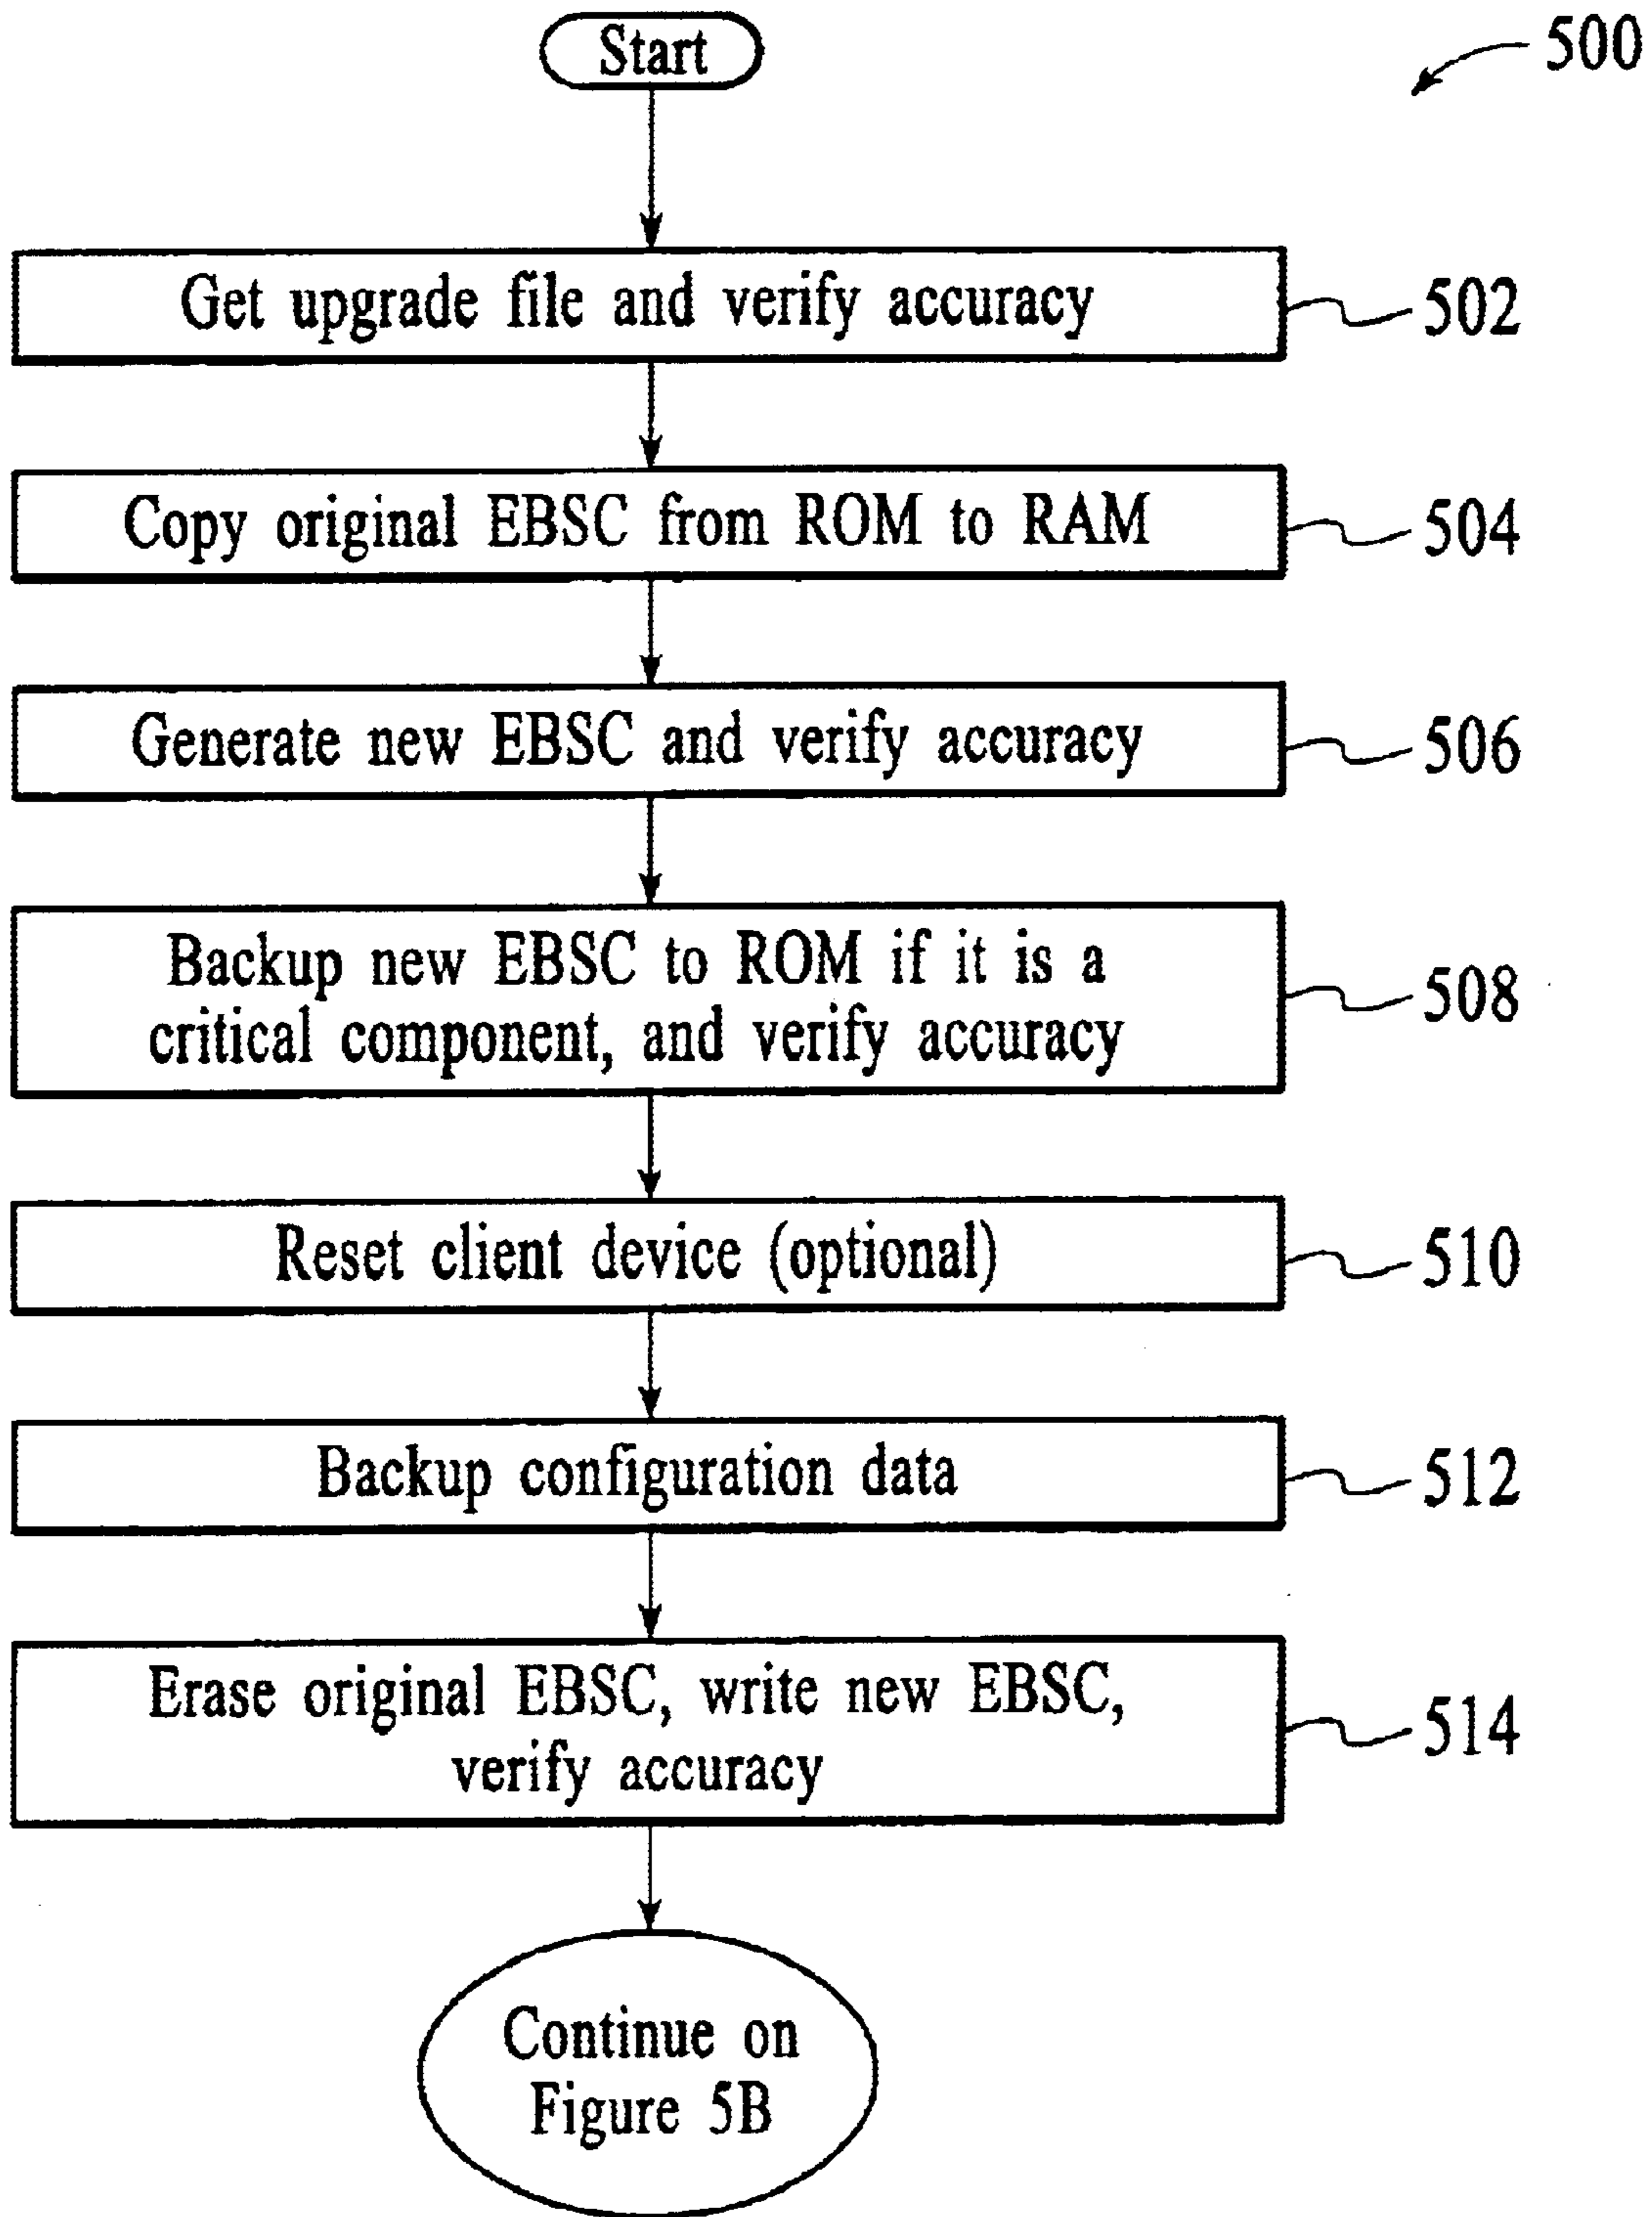 Start
500
Get upgrade file and verify accuracy
502
Copy original EBSC from ROM to RAM
504
Generate new EBSC and verify accuracy
506
Backup new EBSC to ROM if it is a
critical component, and verify accuracy
508
Reset client device (optional)
510
Backup configuration data
512
Erase original EBSC, write new EBSC,
verify accuracy
514
Continue on
Figure 5B